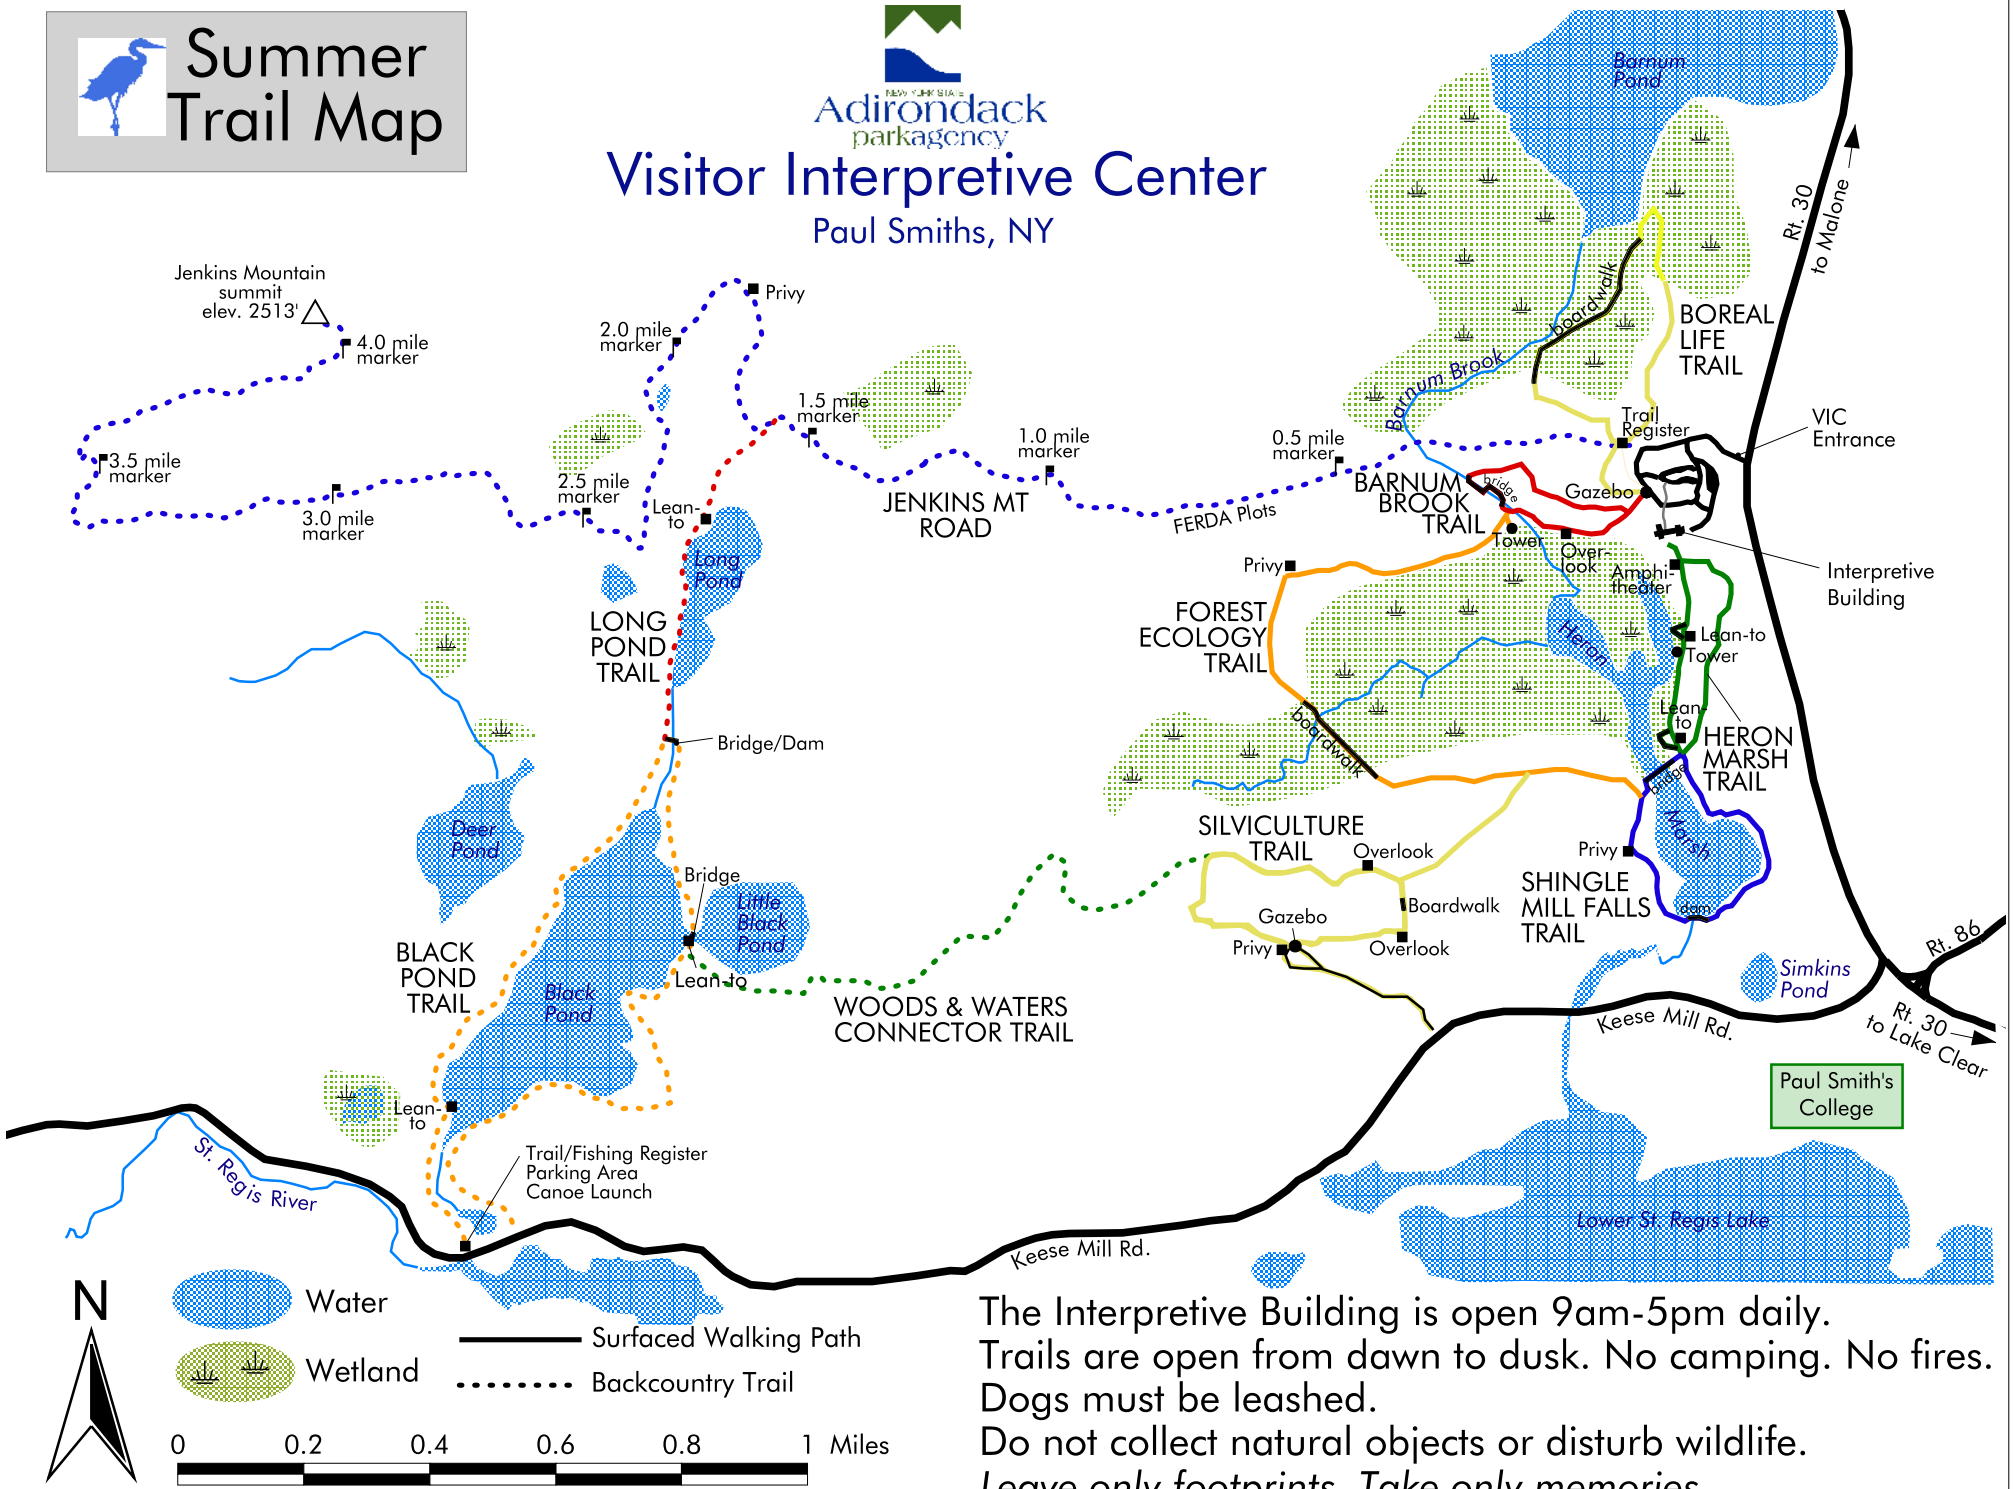 Summer
Trail Map
NEW YORK STATE
Adirondack
parkagency
Visitor Interpretive Center
Paul Smiths, NY
Barnum
Pond
Rt. 30
to Malone
Jenkins Mountain
summit
elev. 2513'
4.0 mile
marker
2.0 mile
marker
Privy
1.5 mile
marker
1.0 mile
marker
0.5 mile
marker
3.5 mile
marker
3.0 mile
marker
2.5 mile
marker
Lean-
to
JENKINS MT
ROAD
FERDA Plots
boardwalk
Barnum Brook
BOREAL
LIFE
TRAIL
Trail
Register
VIC
Entrance
BARNUM
BROOK
TRAIL
bridge
Gazebo
Tower
Over-
look
Amphi-
theater
Interpretive
Building
Privy
FOREST
ECOLOGY
TRAIL
Heron
Lean-to
Tower
Lean-
to
HERON
MARSH
TRAIL
boardwalk
bridge
Marsh
Long
Pond
LONG
POND
TRAIL
Bridge/Dam
Deer
Pond
Bridge
Little
Black
Pond
Lean-to
BLACK
POND
TRAIL
Black
Pond
WOODS & WATERS
CONNECTOR TRAIL
SILVICULTURE
TRAIL
Overlook
Boardwalk
Gazebo
Privy
Overlook
Privy
SHINGLE
MILL FALLS
TRAIL
dam
Simkins
Pond
Rt. 86
Rt. 30
to Lake Clear
Keese Mill Rd.
Paul Smith's
College
Lean-
to
Trail/Fishing Register
Parking Area
Canoe Launch
St. Regis River
Keese Mill Rd.
Lower St. Regis Lake
N
Water
Wetland
Surfaced Walking Path
Backcountry Trail
0 0.2 0.4 0.6 0.8 1 Miles
The Interpretive Building is open 9am-5pm daily.
Trails are open from dawn to dusk. No camping. No fires.
Dogs must be leashed.
Do not collect natural objects or disturb wildlife.
Leave only footprints. Take only memories